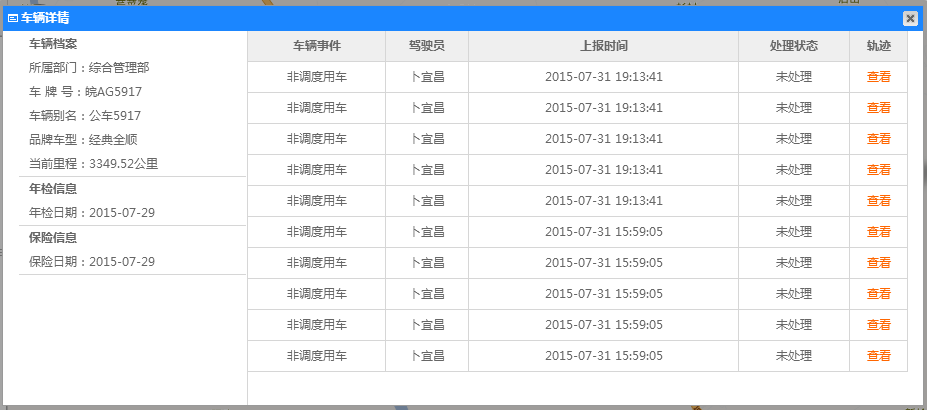 车辆详情
车辆档案
所属部门：综合管理部
车 牌 号：皖AG5917
车辆别名：公车5917
品牌车型：经典全顺
当前里程：3349.52公里
年检信息
年检日期：2015-07-29
保险信息
保险日期：2015-07-29
车辆事件 驾驶员 上报时间 处理状态 轨迹
非调度用车 卜宜昌 2015-07-31 19:13:41 未处理 查看
非调度用车 卜宜昌 2015-07-31 19:13:41 未处理 查看
非调度用车 卜宜昌 2015-07-31 19:13:41 未处理 查看
非调度用车 卜宜昌 2015-07-31 19:13:41 未处理 查看
非调度用车 卜宜昌 2015-07-31 19:13:41 未处理 查看
非调度用车 卜宜昌 2015-07-31 15:59:05 未处理 查看
非调度用车 卜宜昌 2015-07-31 15:59:05 未处理 查看
非调度用车 卜宜昌 2015-07-31 15:59:05 未处理 查看
非调度用车 卜宜昌 2015-07-31 15:59:05 未处理 查看
非调度用车 卜宜昌 2015-07-31 15:59:05 未处理 查看